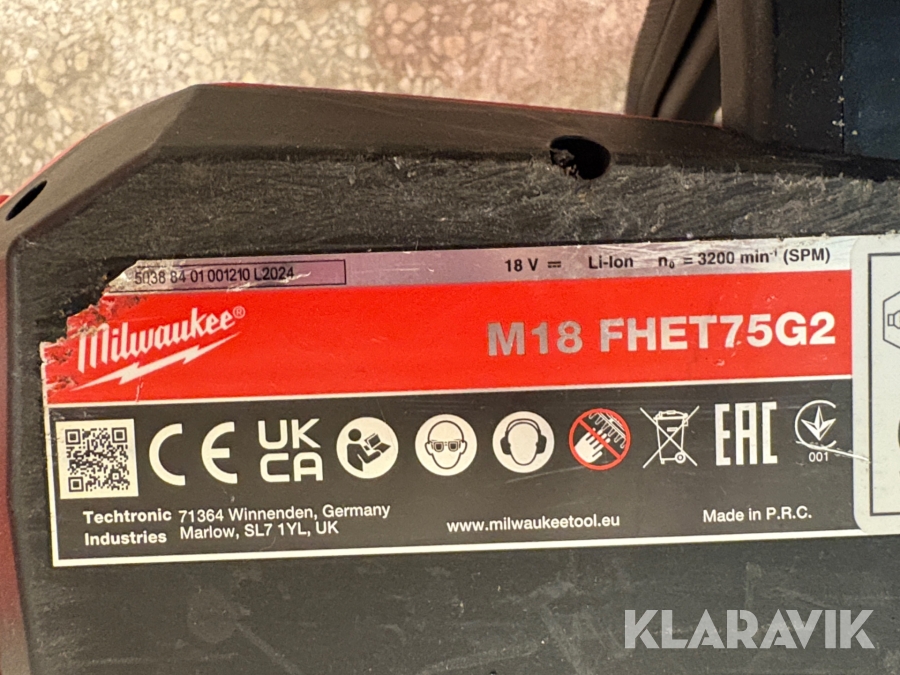 5038 84 01 001210 L2024
18 V ⎓ Li-Ion n₀ = 3200 min⁻¹ (SPM)
Milwaukee®
M18 FHET75G2
CE UK CA EAC 001
Techtronic Industries
71364 Winnenden, Germany
Marlow, SL7 1YL, UK
www.milwaukeetool.eu
Made in P.R.C.
KLARAVIK